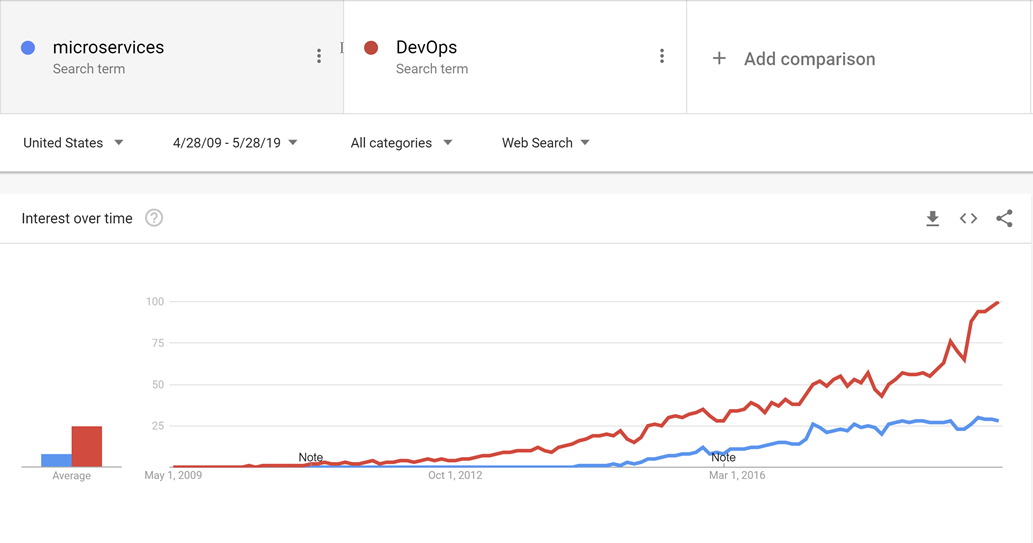 microservices
Search term
DevOps
Search term
+ Add comparison
United States
4/28/09 - 5/28/19
All categories
Web Search
Interest over time ?
100
75
50
25
Note
Note
Average
May 1, 2009
Oct 1, 2012
Mar 1, 2016